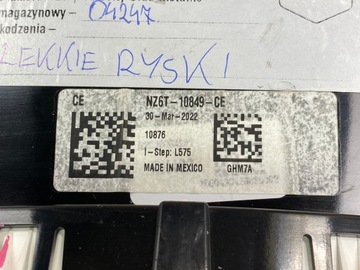 magazynowy 04247
kodzenia -
LEKKIE RYSKI
CE NZ6T-10849-CE
30-Mar-2022
10876
I-Step: L575
MADE IN MEXICO GHM7A